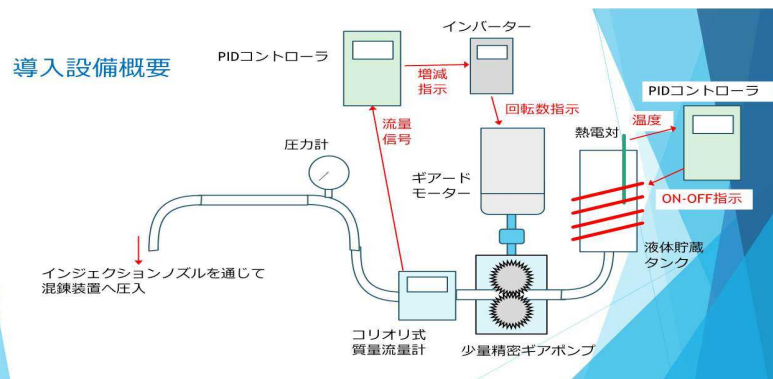 導入設備概要
PIDコントローラ
インバーター
増減
指示
回転数指示
PIDコントローラ
温度
熱電対
流量
信号
圧力計
ギアード
モーター
ON-OFF指示
液体貯蔵
タンク
インジェクションノズルを通じて
混錬装置へ圧入
コリオリ式
質量流量計
少量精密ギアポンプ